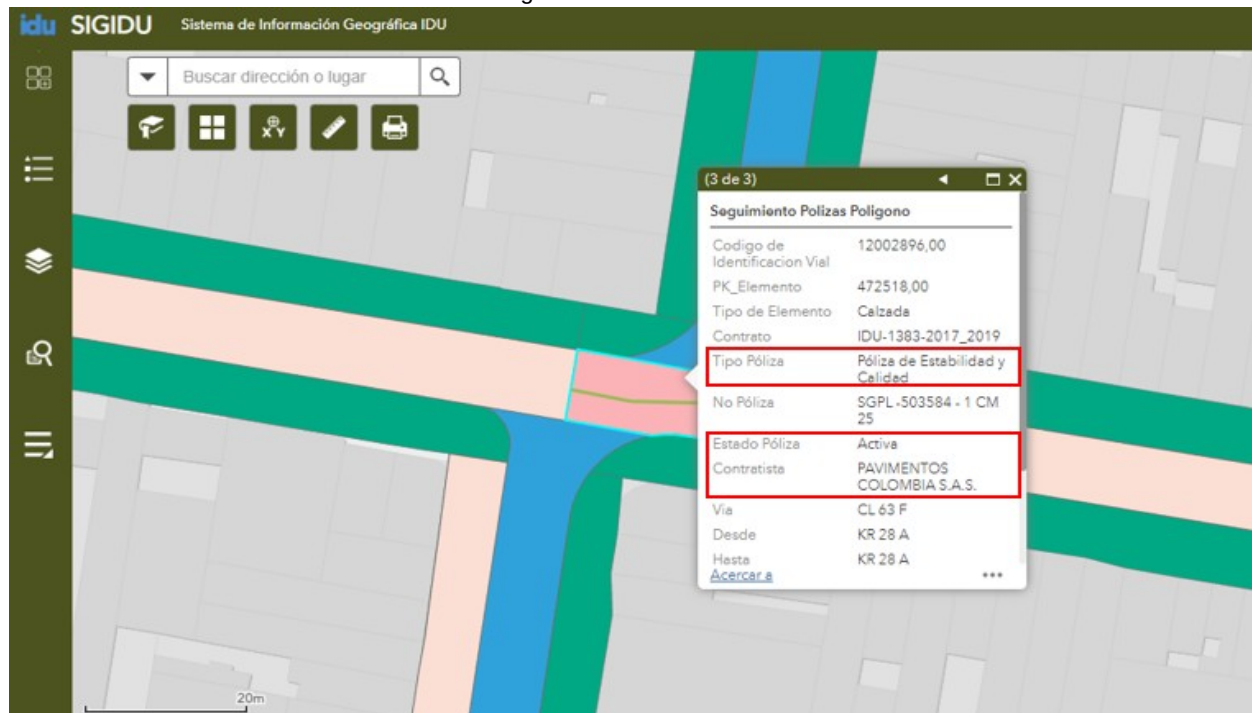 idu SIGIDU Sistema de Información Geográfica IDU
Buscar dirección o lugar
X Y
(3 de 3)
Seguimiento Polizas Poligono
Codigo de Identificacion Vial 12002896,00
PK_Elemento 472518,00
Tipo de Elemento Calzada
Contrato IDU-1383-2017_2019
Tipo Póliza Póliza de Estabilidad y Calidad
No Póliza SGPL-503584 - 1 CM 25
Estado Póliza Activa
Contratista PAVIMENTOS COLOMBIA S.A.S.
Via CL 63 F
Desde KR 28 A
Hasta KR 28 A
Acercar a
20m